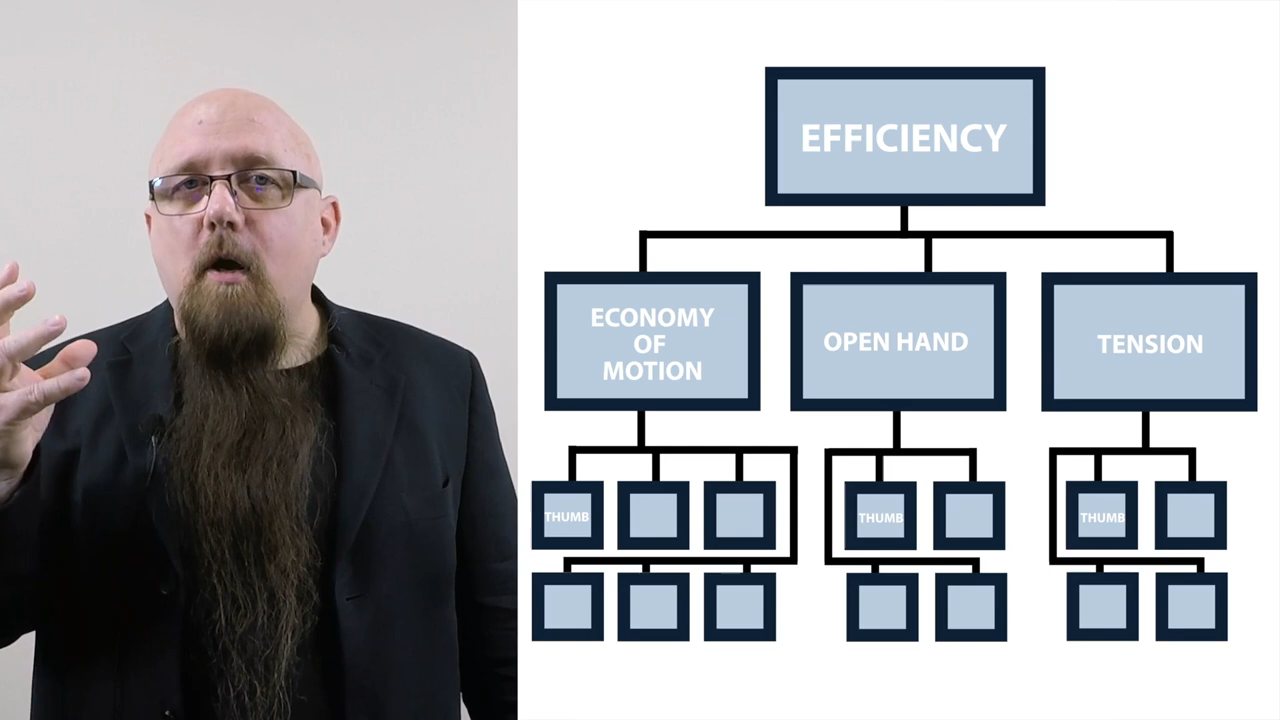 EFFICIENCY
ECONOMY
OF
MOTION
OPEN HAND
TENSION
THUMB
THUMB
THUMB